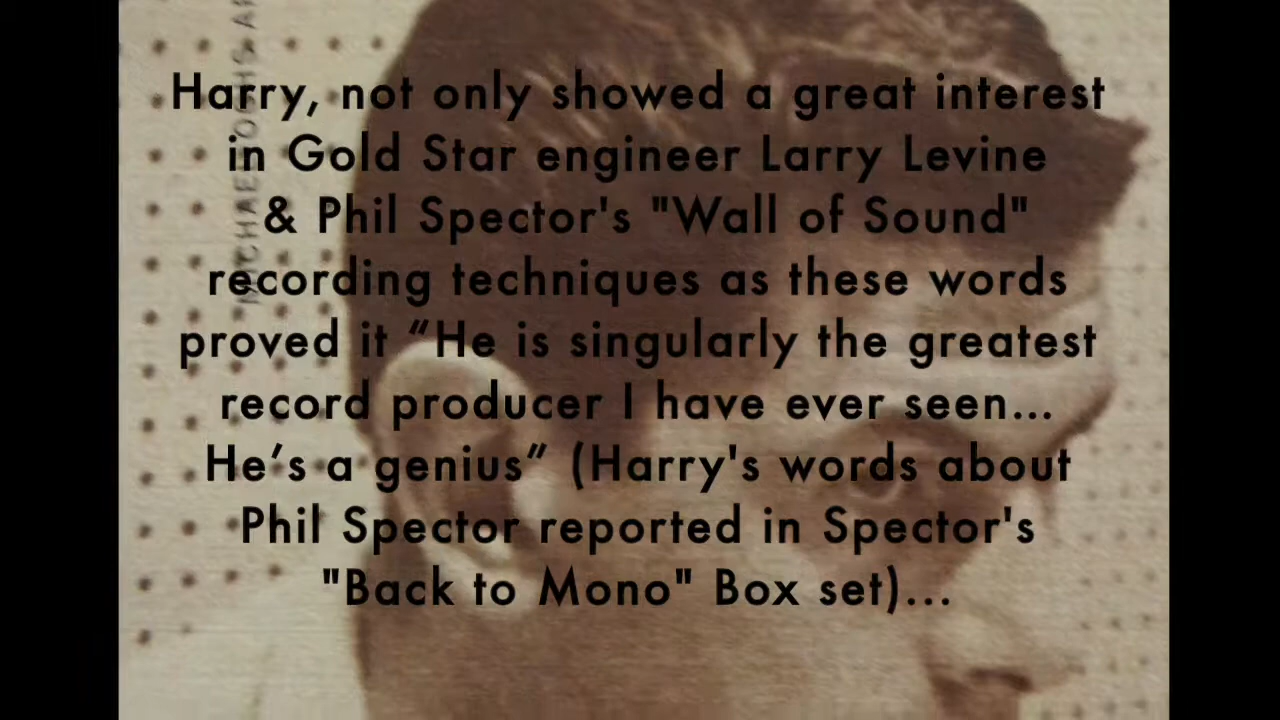 Harry, not only showed a great interest
in Gold Star engineer Larry Levine
& Phil Spector's "Wall of Sound"
recording techniques as these words
proved it “He is singularly the greatest
record producer I have ever seen...
He’s a genius” (Harry's words about
Phil Spector reported in Spector's
"Back to Mono" Box set)...